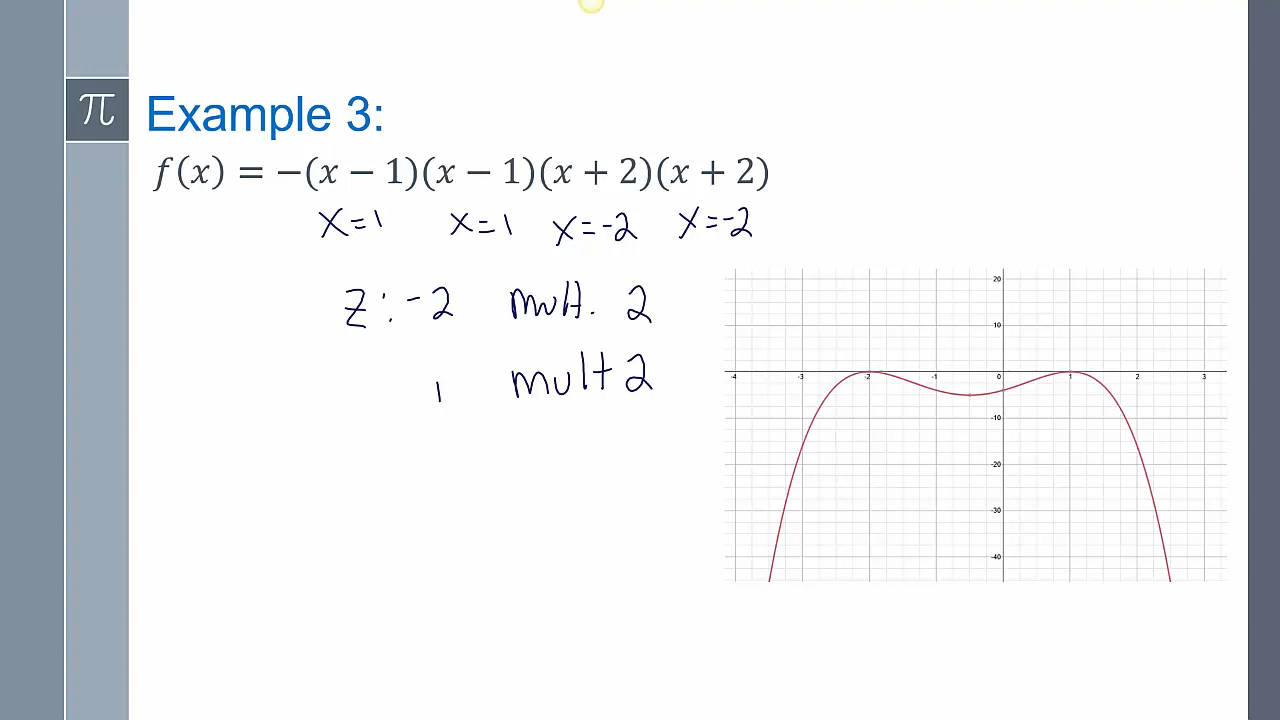 π
Example 3:
f(x) = −(x − 1)(x − 1)(x + 2)(x + 2)
x=1 x=1 x=-2 x=-2
z: -2 mult. 2
1 mult 2
20
10
-4 -3 -2 -1 0 1 2 3
-10
-20
-30
-40